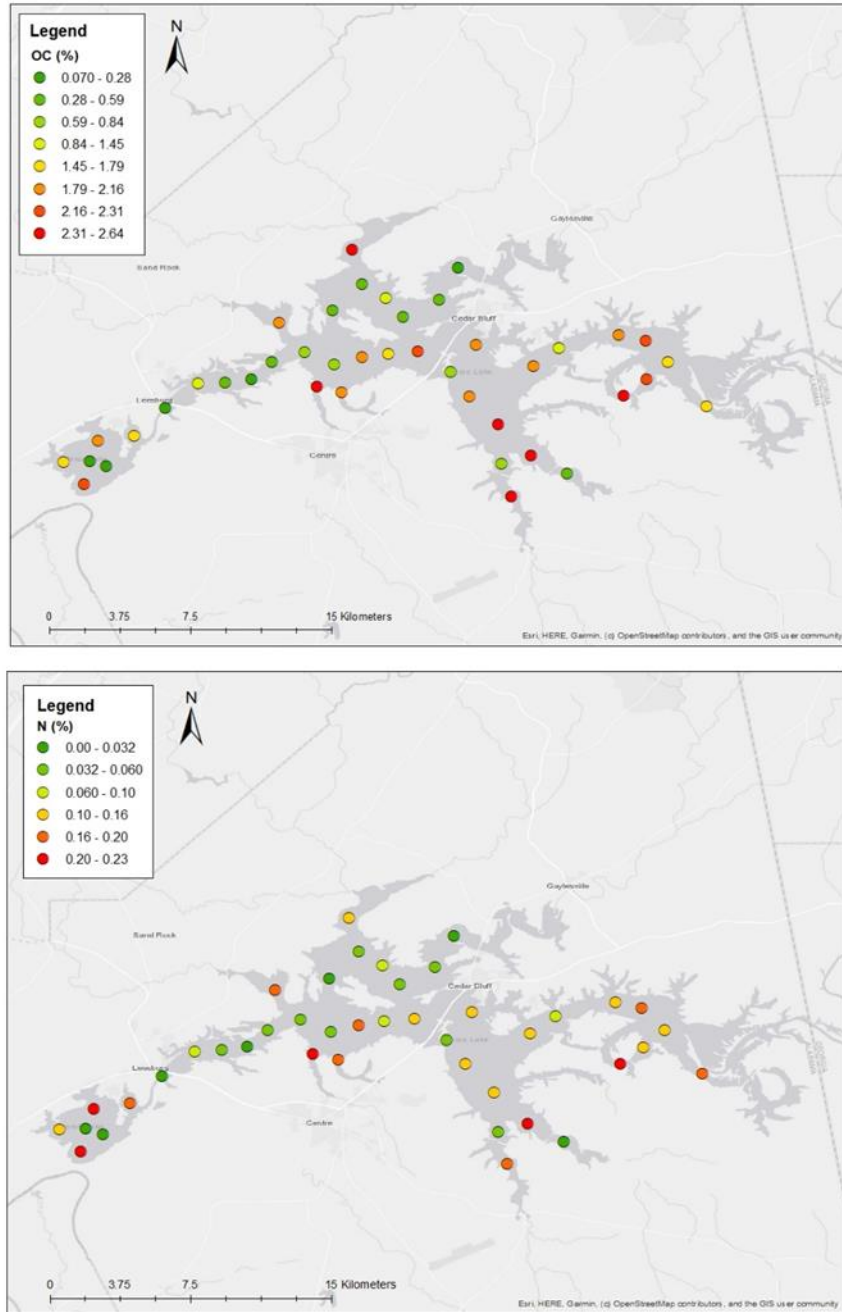 Legend
OC (%)
0.070 - 0.28
0.28 - 0.59
0.59 - 0.84
0.84 - 1.45
1.45 - 1.79
1.79 - 2.16
2.16 - 2.31
2.31 - 2.64
N
Gaylesville
Sand Rock
Cedar Bluff
Leesburg
Centre
0 3.75 7.5 15 Kilometers
Esri, HERE, Garmin, (c) OpenStreetMap contributors, and the GIS user community
Legend
N (%)
0.00 - 0.032
0.032 - 0.060
0.060 - 0.10
0.10 - 0.16
0.16 - 0.20
0.20 - 0.23
N
Gaylesville
Sand Rock
Cedar Bluff
Leesburg
Centre
0 3.75 7.5 15 Kilometers
Esri, HERE, Garmin, (c) OpenStreetMap contributors, and the GIS user community